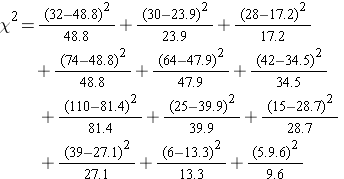 χ² = (32−48.8)²/48.8 + (30−23.9)²/23.9 + (28−17.2)²/17.2
+ (74−48.8)²/48.8 + (64−47.9)²/47.9 + (42−34.5)²/34.5
+ (110−81.4)²/81.4 + (25−39.9)²/39.9 + (15−28.7)²/28.7
+ (39−27.1)²/27.1 + (6−13.3)²/13.3 + (5.9.6)²/9.6